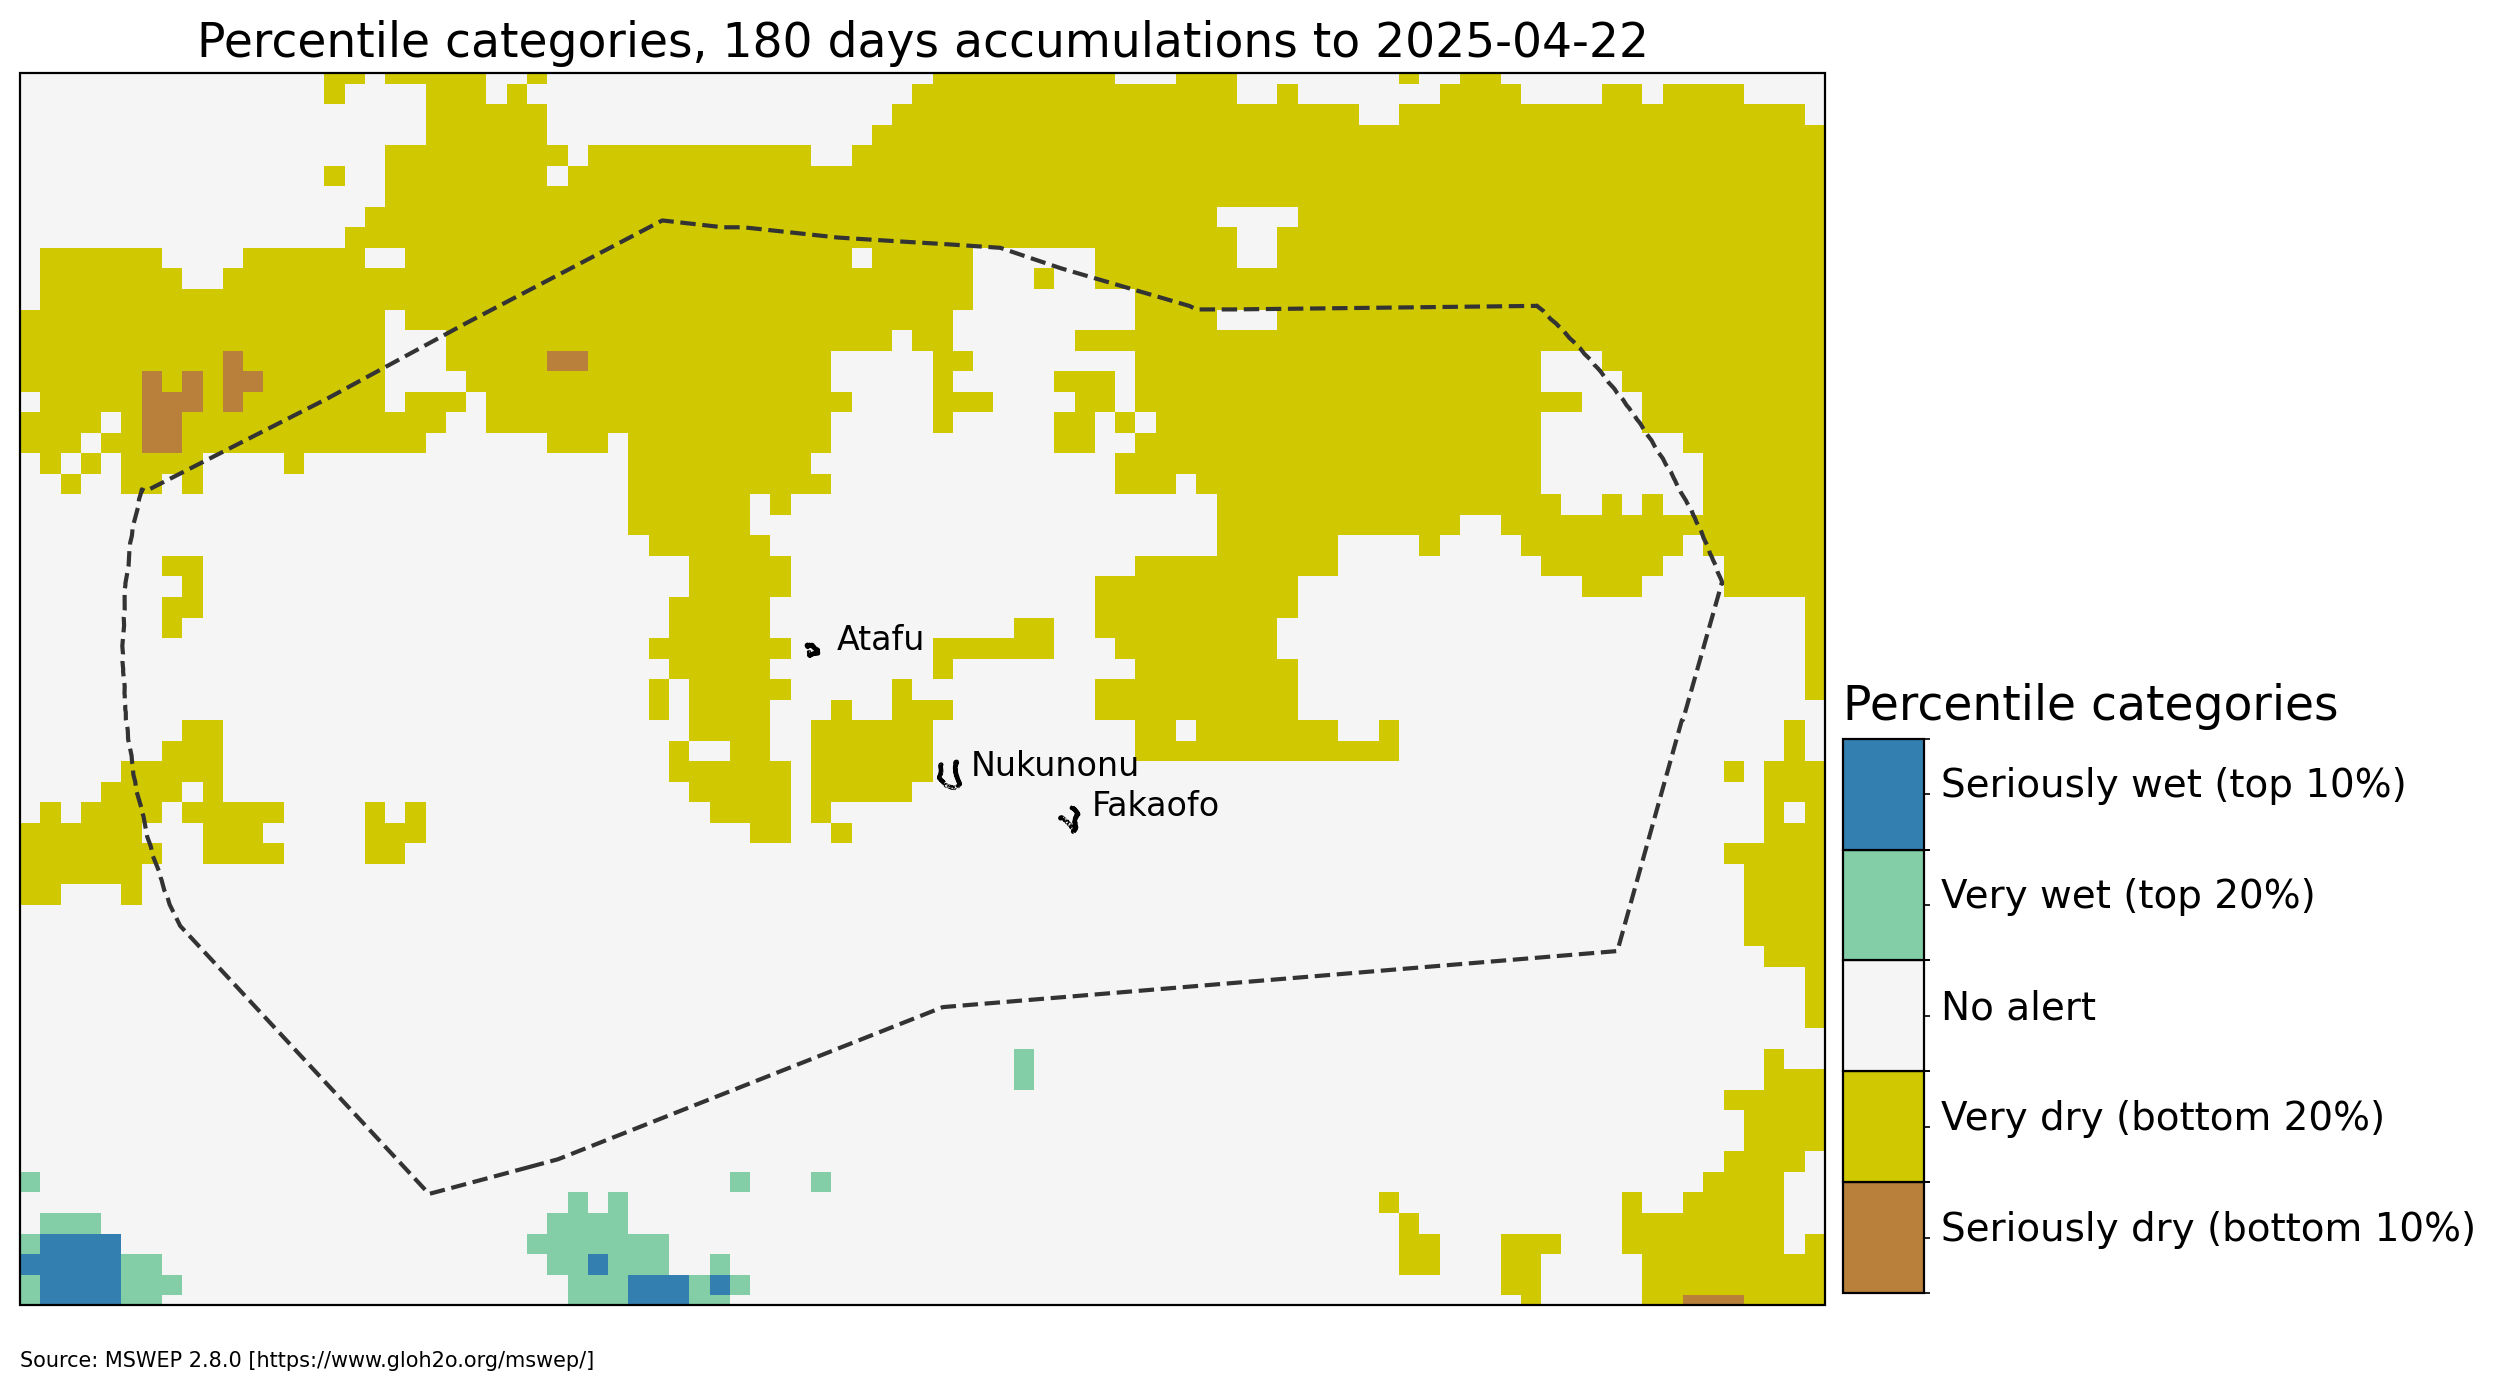 Percentile categories, 180 days accumulations to 2025-04-22
Atafu
Nukunonu
Fakaofo
Percentile categories
Seriously wet (top 10%)
Very wet (top 20%)
No alert
Very dry (bottom 20%)
Seriously dry (bottom 10%)
Source: MSWEP 2.8.0 [https://www.gloh2o.org/mswep/]